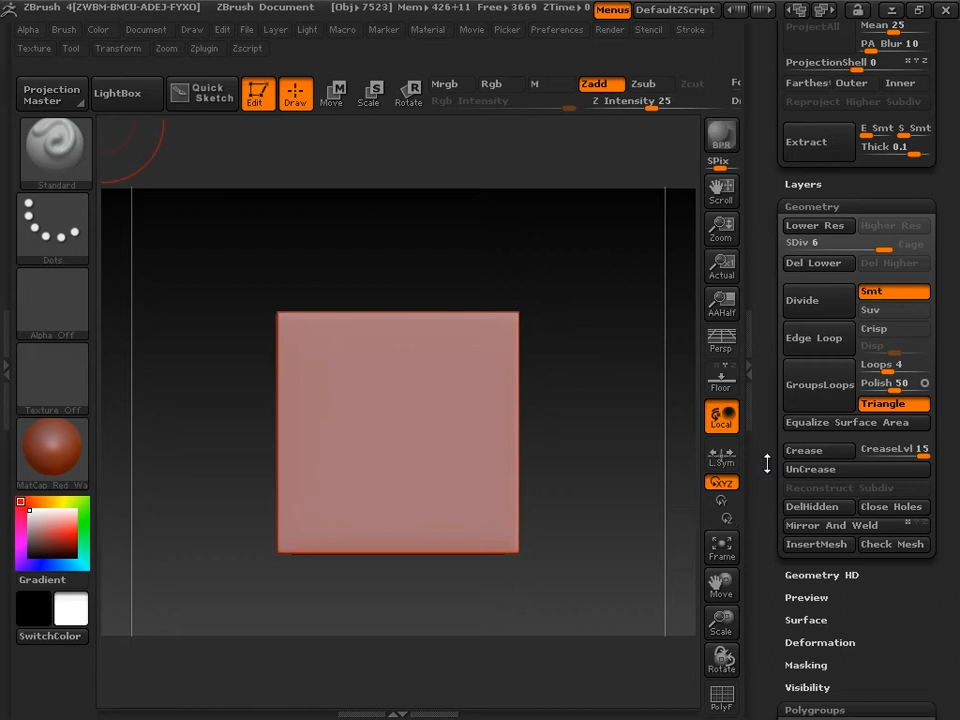 ZBrush 4[ZWBM-BMCU-ADEJ-FYXO] ZBrush Document [Obj▸ 7523] Mem▸ 426+11 Free▸ 3669 ZTime▸ 0 Menus DefaultZScript
Alpha Brush Color Document Draw Edit File Layer Light Macro Marker Material Movie Picker Preferences Render Stencil Stroke
Texture Tool Transform Zoom Zplugin Zscript
Projection Master LightBox Quick Sketch Edit Draw Move Scale Rotate Mrgb Rgb M Zadd Zsub Zcut Fo
Rgb Intensity Z Intensity 25 Dr
Standard
Dots
Alpha Off
Texture Off
MatCap Red Wa
Gradient
SwitchColor
BPR
SPix
Scroll
Zoom
Actual
AAHalf
Persp
Floor
Local
L.Sym
XYZ
Y
Z
Frame
Move
Scale
Rotate
PolyF
ProjectAll Mean 25
PA Blur 10
ProjectionShell 0 X Y Z
Farthest Outer Inner
Reproject Higher Subdiv
Extract E Smt S Smt
Thick 0.1
Layers
Geometry
Lower Res Higher Res
SDiv 6 Cage
Del Lower Del Higher
Divide Smt
Suv
Edge Loop Crisp
Disp
GroupsLoops Loops 4
Polish 50
Triangle
Equalize Surface Area
Crease CreaseLvl 15
UnCrease
Reconstruct Subdiv
DelHidden Close Holes
Mirror And Weld X Y Z
InsertMesh Check Mesh
Geometry HD
Preview
Surface
Deformation
Masking
Visibility
Polygroups